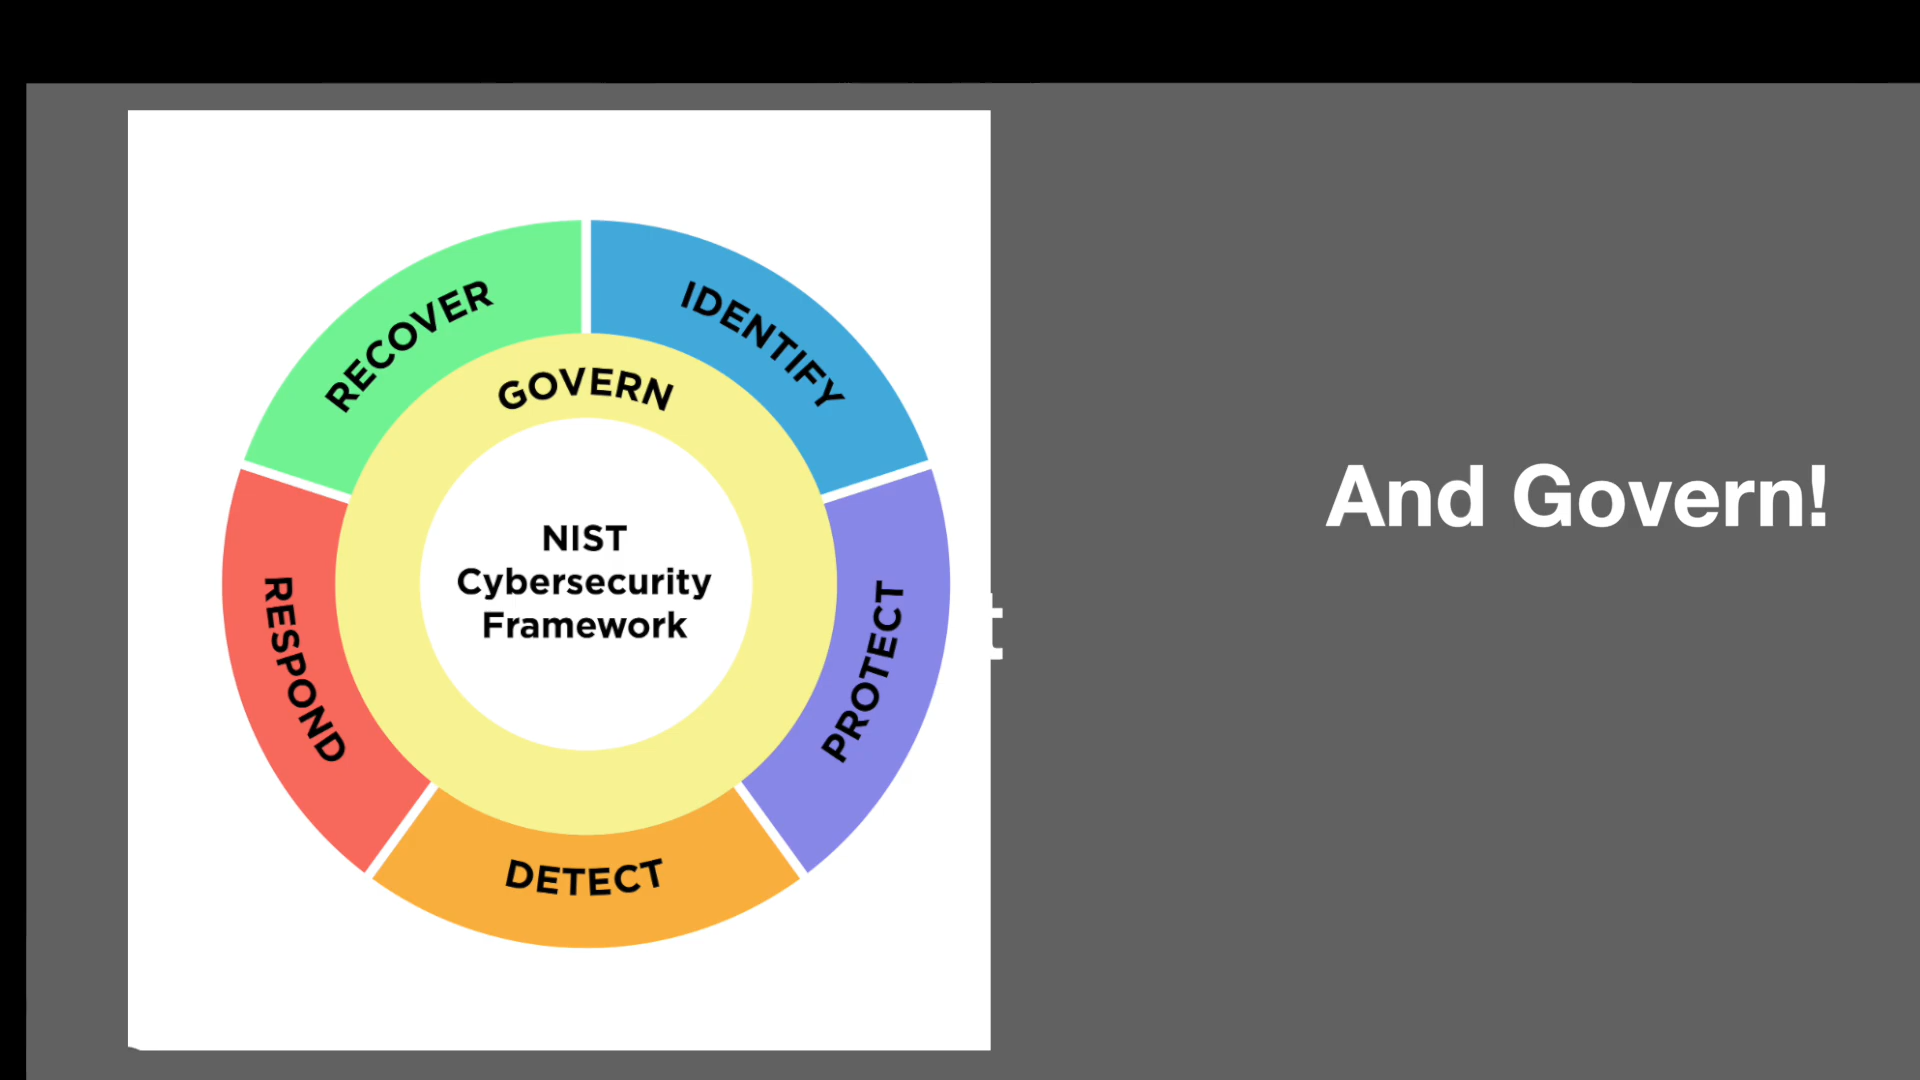 RECOVER
IDENTIFY
GOVERN
NIST
Cybersecurity
Framework
RESPOND
PROTECT
DETECT
And Govern!
t